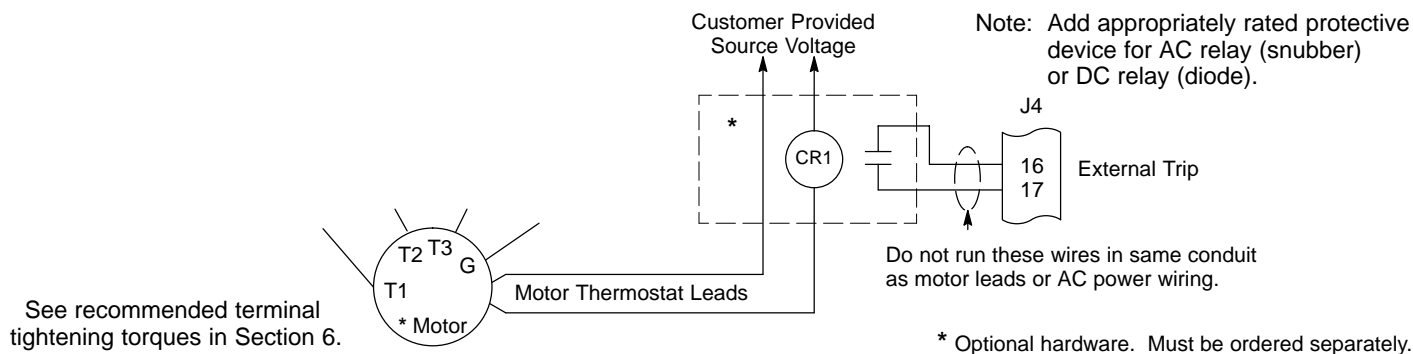 Customer Provided
Source Voltage
Note: Add appropriately rated protective
device for AC relay (snubber)
or DC relay (diode).
J4
*
CR1
16
17
External Trip
Do not run these wires in same conduit
as motor leads or AC power wiring.
T2 T3
G
T1
* Motor
Motor Thermostat Leads
See recommended terminal
tightening torques in Section 6.
* Optional hardware. Must be ordered separately.